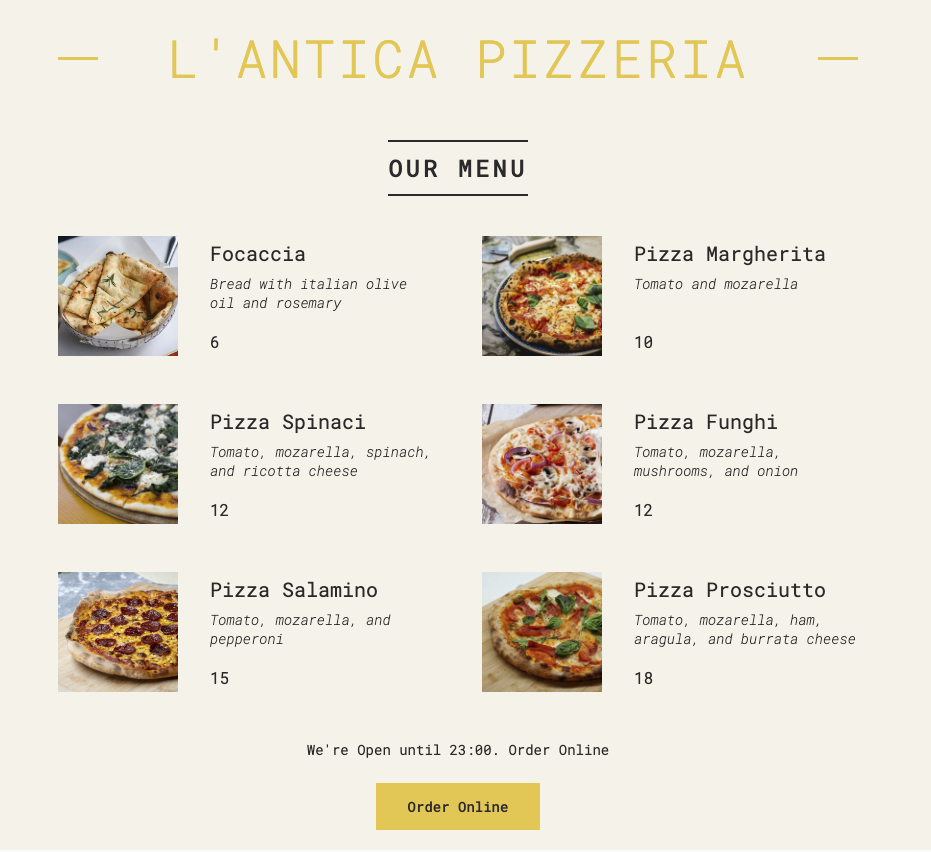 L'ANTICA PIZZERIA
OUR MENU
Focaccia
Bread with italian olive
oil and rosemary
6
Pizza Margherita
Tomato and mozarella
10
Pizza Spinaci
Tomato, mozarella, spinach,
and ricotta cheese
12
Pizza Funghi
Tomato, mozarella,
mushrooms, and onion
12
Pizza Salamino
Tomato, mozarella, and
pepperoni
15
Pizza Prosciutto
Tomato, mozarella, ham,
aragula, and burrata cheese
18
We're Open until 23:00. Order Online
Order Online